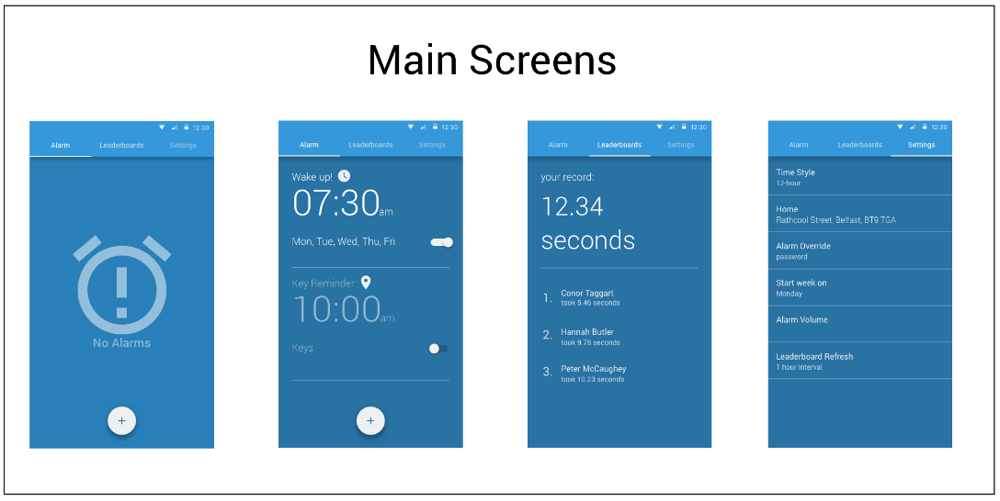 Main Screens
12:30
Alarm Leaderboards Settings
No Alarms
+
12:30
Alarm Leaderboards Settings
Wake up!
07:30am
Mon, Tue, Wed, Thu, Fri
Key Reminder
10:00am
Keys
+
12:30
Alarm Leaderboards Settings
your record:
12.34
seconds
1. Conor Taggart
took 5.46 seconds
2. Hannah Butler
took 9.78 seconds
3. Peter McCaughey
took 10.23 seconds
12:30
Alarm Leaderboards Settings
Time Style
12-hour
Home
Rathcool Street, Belfast, BT9 7GA
Alarm Override
password
Start week on
Monday
Alarm Volume
Leaderboard Refresh
1 hour interval